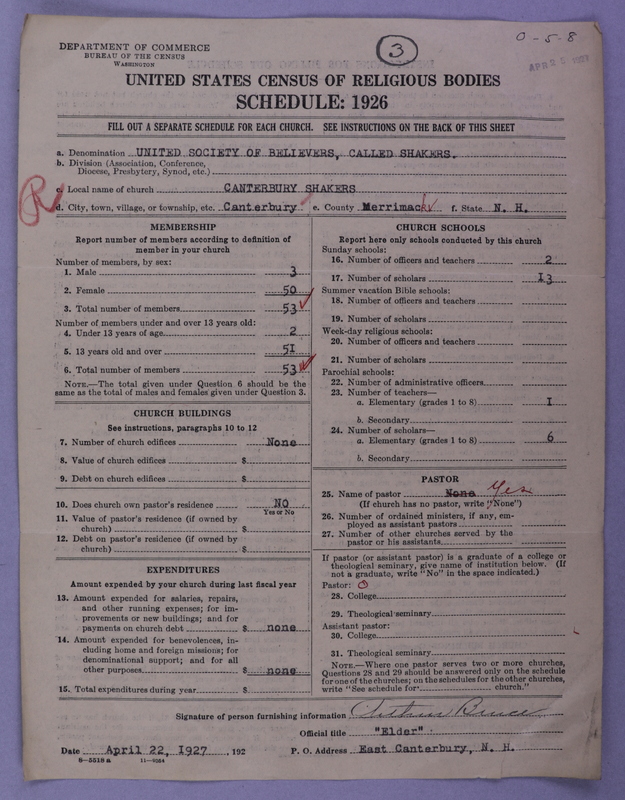 3
0-5-8
DEPARTMENT OF COMMERCE
BUREAU OF THE CENSUS
WASHINGTON
UNITED STATES CENSUS OF RELIGIOUS BODIES
SCHEDULE: 1926
FILL OUT A SEPARATE SCHEDULE FOR EACH CHURCH. SEE INSTRUCTIONS ON THE BACK OF THIS SHEET
a. Denomination UNITED SOCIETY OF BELIEVERS, CALLED SHAKERS.
b. Division (Association, Conference,
Diocese, Presbytery, Synod, etc.)
R
c. Local name of church CANTERBURY SHAKERS
d. City, town, village, or township, etc. Canterbury e. County Merrimack f. State N. H.
MEMBERSHIP
Report number of members according to definition of
member in your church
Number of members, by sex:
1. Male 3
2. Female 50
3. Total number of members 53
Number of members under and over 13 years old:
4. Under 13 years of age 2
5. 13 years old and over 51
6. Total number of members 53
NOTE.—The total given under Question 6 should be the
same as the total of males and females given under Question 3.
CHURCH BUILDINGS
See instructions, paragraphs 10 to 12
7. Number of church edifices None
8. Value of church edifices $
9. Debt on church edifices $
10. Does church own pastor's residence NO
Yes or No
11. Value of pastor's residence (if owned by
church) $
12. Debt on pastor's residence (if owned by
church) $
EXPENDITURES
Amount expended by your church during last fiscal year
13. Amount expended for salaries, repairs,
and other running expenses; for im-
provements or new buildings; and for
payments on church debt $ none
14. Amount expended for benevolences, in-
cluding home and foreign missions; for
denominational support; and for all
other purposes $ none
15. Total expenditures during year $
CHURCH SCHOOLS
Report here only schools conducted by this church
Sunday schools:
16. Number of officers and teachers 2
17. Number of scholars 13
Summer vacation Bible schools:
18. Number of officers and teachers
19. Number of scholars
Week-day religious schools:
20. Number of officers and teachers
21. Number of scholars
Parochial schools:
22. Number of administrative officers
23. Number of teachers—
a. Elementary (grades 1 to 8) 1
b. Secondary
24. Number of scholars—
a. Elementary (grades 1 to 8) 6
b. Secondary
PASTOR
25. Name of pastor None Yes
(If church has no pastor, write "None")
26. Number of ordained ministers, if any, em-
ployed as assistant pastors
27. Number of other churches served by the
pastor or his assistants
If pastor (or assistant pastor) is a graduate of a college or
theological seminary, give name of institution below. (If
not a graduate, write "No" in the space indicated.)
Pastor: O
28. College
29. Theological seminary
Assistant pastor:
30. College
31. Theological seminary
NOTE.—Where one pastor serves two or more churches,
Questions 28 and 29 should be answered only on the schedule
for one of the churches; on the schedules for the other churches,
write "See schedule for church."
Signature of person furnishing information Arthur Bruce
Official title "Elder"
Date April 22, 1927 , 192 P. O. Address East Canterbury, N. H.
8-5518 a 11-9354